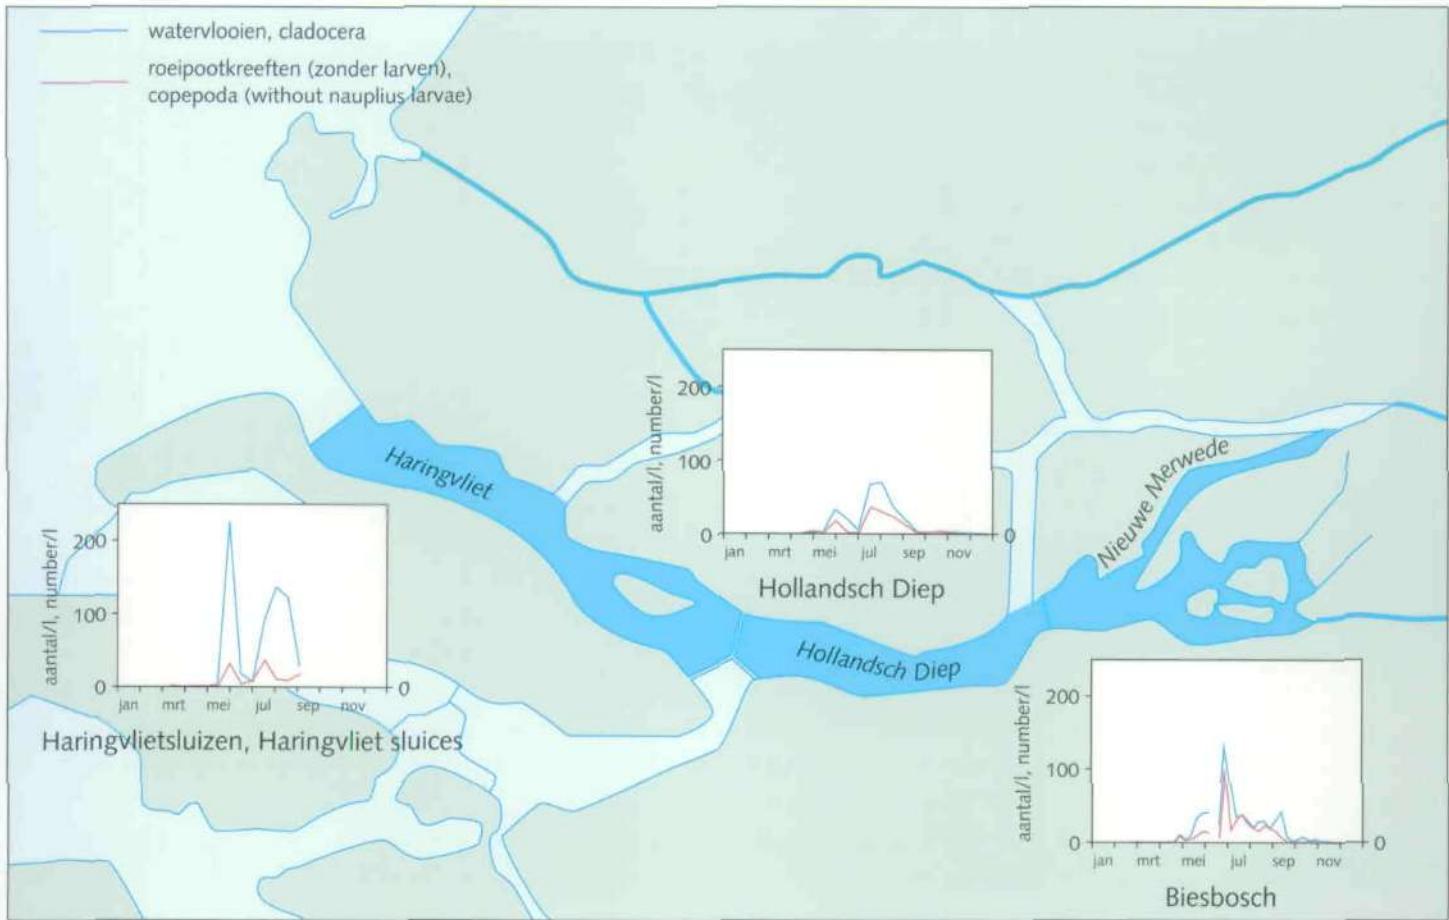 watervlooien, cladocera
roeipootkreeften (zonder larven),
copepoda (without nauplius larvae)
aantal/l, number/l
200
100
0
0
jan mrt mei jul sep nov
Hollandsch Diep
Haringvliet
Nieuwe Merwede
Hollandsch Diep
aantal/l, number/l
200
100
0
0
jan mrt mei jul sep nov
Haringvlietsluizen, Haringvliet sluices
aantal/l, number/l
200
100
0
0
jan mrt mei jul sep nov
Biesbosch